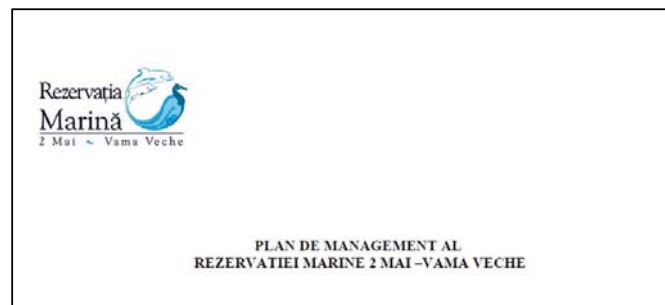 Rezervația
Marină
2 Mai ~ Vama Veche
PLAN DE MANAGEMENT AL
REZERVATIEI MARINE 2 MAI –VAMA VECHE